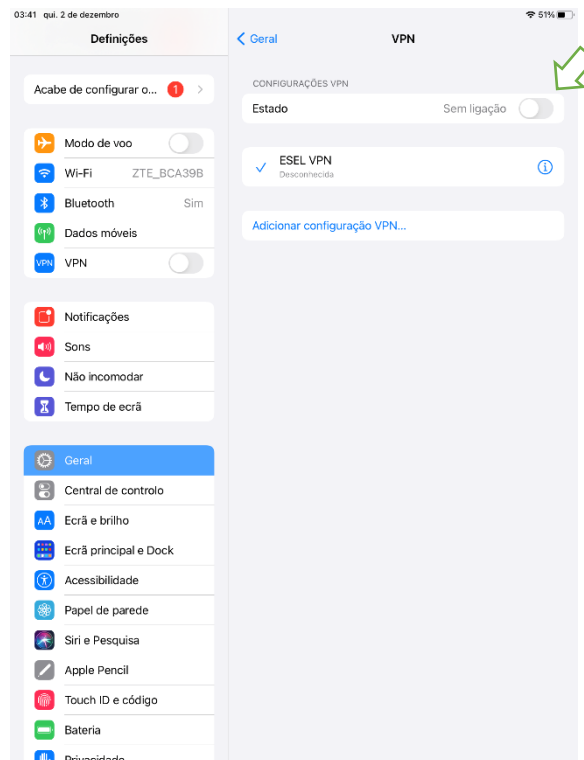 03:41 qui. 2 de dezembro
51%
Definições
Geral
VPN
Acabe de configurar o... 1
CONFIGURAÇÕES VPN
Estado Sem ligação
Modo de voo
Wi-Fi ZTE_BCA39B
Bluetooth Sim
Dados móveis
VPN VPN
ESEL VPN
Desconhecida
Adicionar configuração VPN...
Notificações
Sons
Não incomodar
Tempo de ecrã
Geral
Central de controlo
AA Ecrã e brilho
Ecrã principal e Dock
Acessibilidade
Papel de parede
Siri e Pesquisa
Apple Pencil
Touch ID e código
Bateria
Privacidade